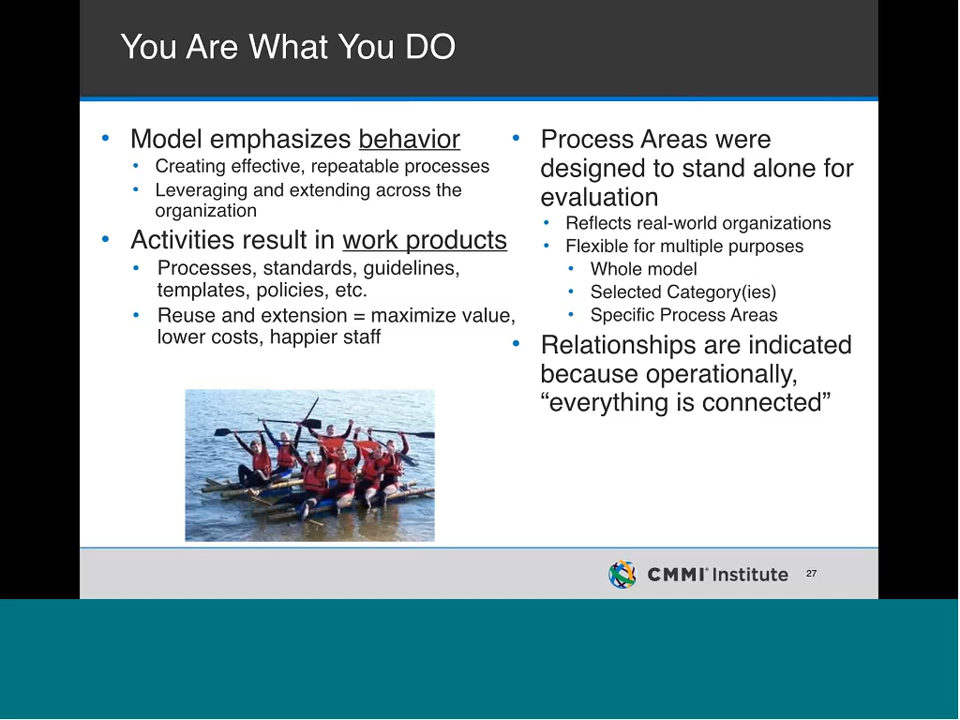 You Are What You DO
• Model emphasizes behavior
• Creating effective, repeatable processes
• Leveraging and extending across the
organization
• Activities result in work products
• Processes, standards, guidelines,
templates, policies, etc.
• Reuse and extension = maximize value,
lower costs, happier staff
• Process Areas were
designed to stand alone for
evaluation
• Reflects real-world organizations
• Flexible for multiple purposes
• Whole model
• Selected Category(ies)
• Specific Process Areas
• Relationships are indicated
because operationally,
“everything is connected”
CMMI® Institute
27